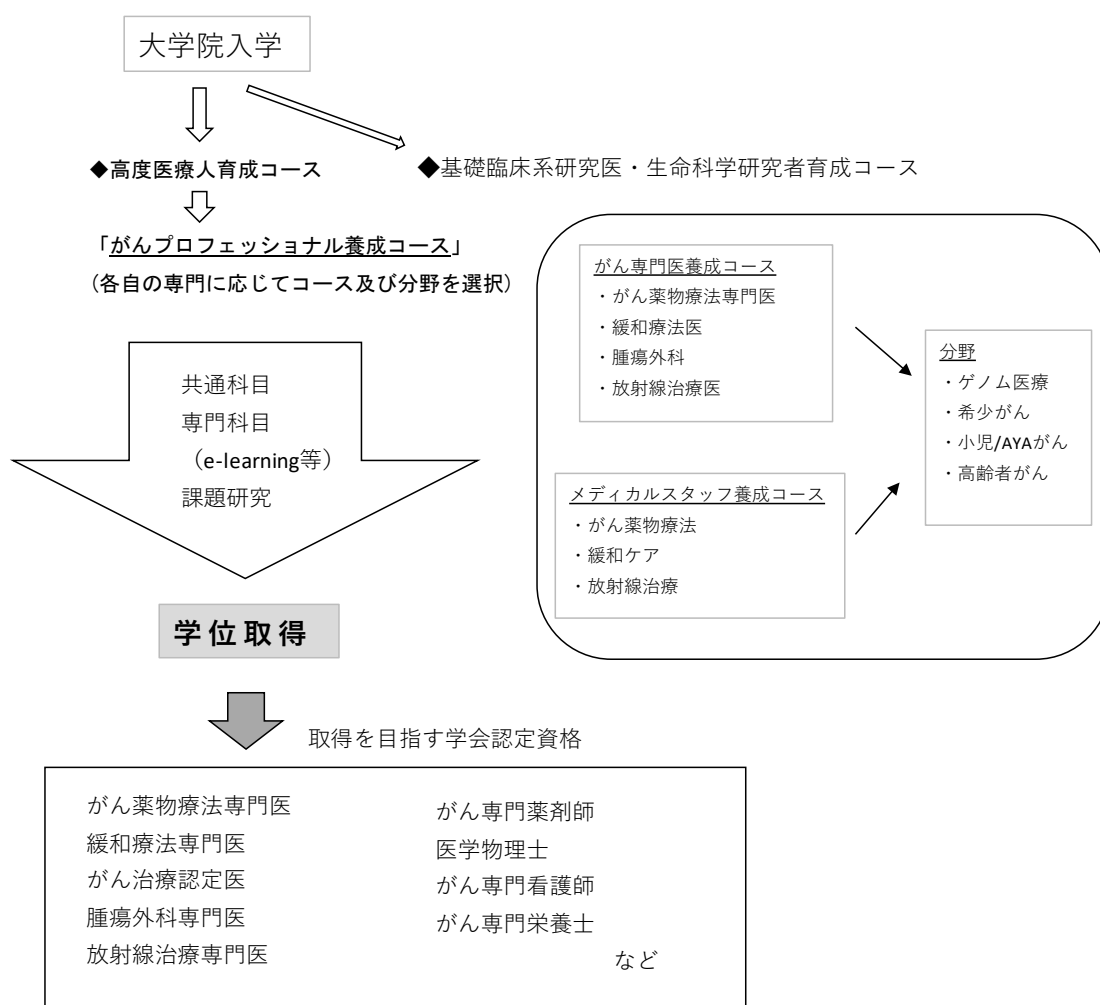 大学院入学
◆高度医療人育成コース
◆基礎臨床系研究医・生命科学研究者育成コース
「がんプロフェッショナル養成コース」
(各自の専門に応じてコース及び分野を選択)
がん専門医養成コース
・がん薬物療法専門医
・緩和療法医
・腫瘍外科
・放射線治療医
メディカルスタッフ養成コース
・がん薬物療法
・緩和ケア
・放射線治療
分野
・ゲノム医療
・希少がん
・小児/AYAがん
・高齢者がん
共通科目
専門科目
(e-learning等)
課題研究
学位取得
取得を目指す学会認定資格
がん薬物療法専門医
緩和療法専門医
がん治療認定医
腫瘍外科専門医
放射線治療専門医
がん専門薬剤師
医学物理士
がん専門看護師
がん専門栄養士
など